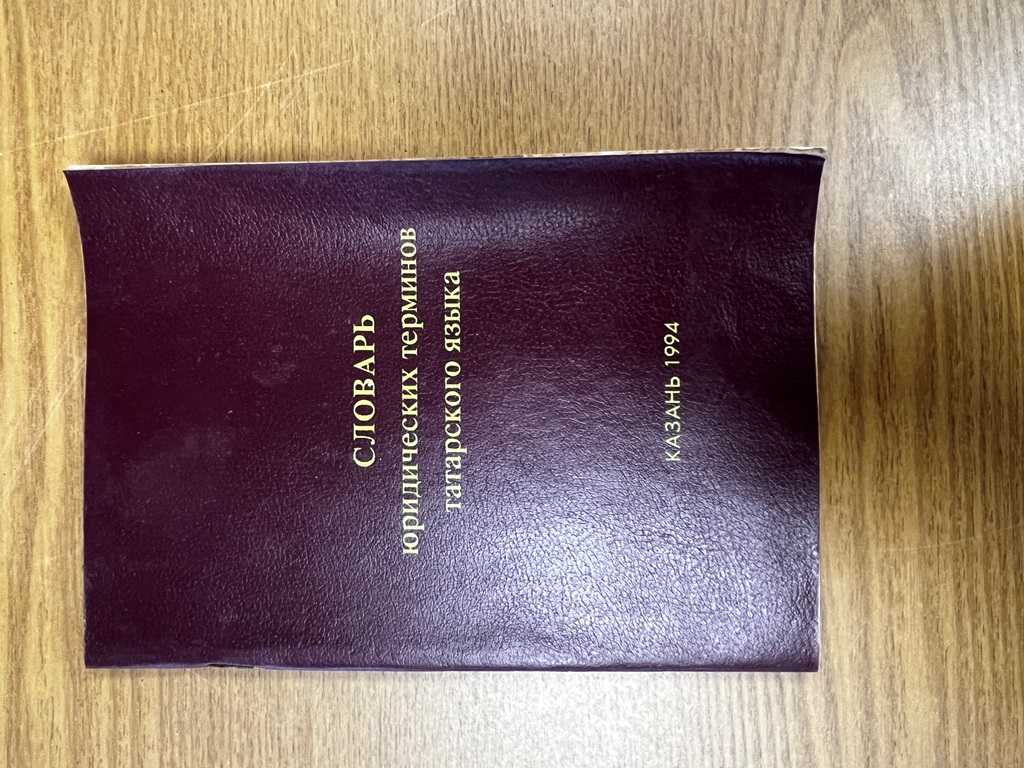 СЛОВАРЬ
юридических терминов
татарского языка
КАЗАНЬ 1994